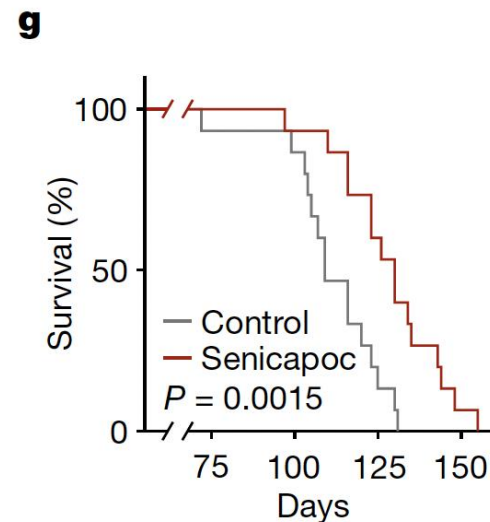 g
100
Survival (%)
50
Control
Senicapoc
P = 0.0015
0
75 100 125 150
Days